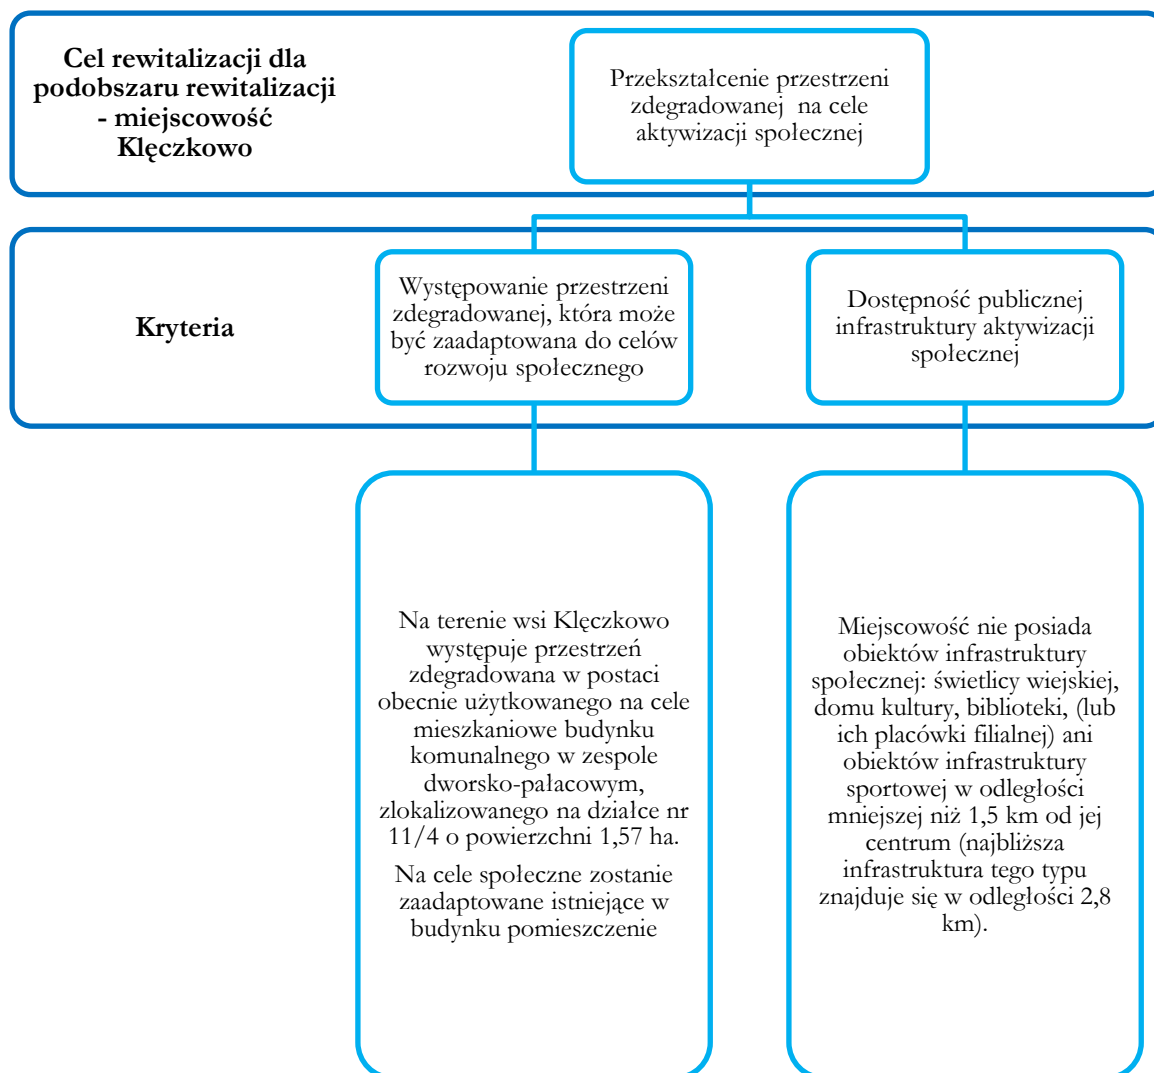 Cel rewitalizacji dla
podobszaru rewitalizacji
- miejscowość
Klęczkowo
Przekształcenie przestrzeni
zdegradowanej na cele
aktywizacji społecznej
Kryteria
Występowanie przestrzeni
zdegradowanej, która może
być zaadaptowana do celów
rozwoju społecznego
Dostępność publicznej
infrastruktury aktywizacji
społecznej
Na terenie wsi Klęczkowo
występuje przestrzeń
zdegradowana w postaci
obecnie użytkowanego na cele
mieszkaniowe budynku
komunalnego w zespole
dworsko-pałacowym,
zlokalizowanego na działce nr
11/4 o powierzchni 1,57 ha.
Na cele społeczne zostanie
zaadaptowane istniejące w
budynku pomieszczenie
Miejscowość nie posiada
obiektów infrastruktury
społecznej: świetlicy wiejskiej,
domu kultury, biblioteki, (lub
ich placówki filialnej) ani
obiektów infrastruktury
sportowej w odległości
mniejszej niż 1,5 km od jej
centrum (najbliższa
infrastruktura tego typu
znajduje się w odległości 2,8
km).